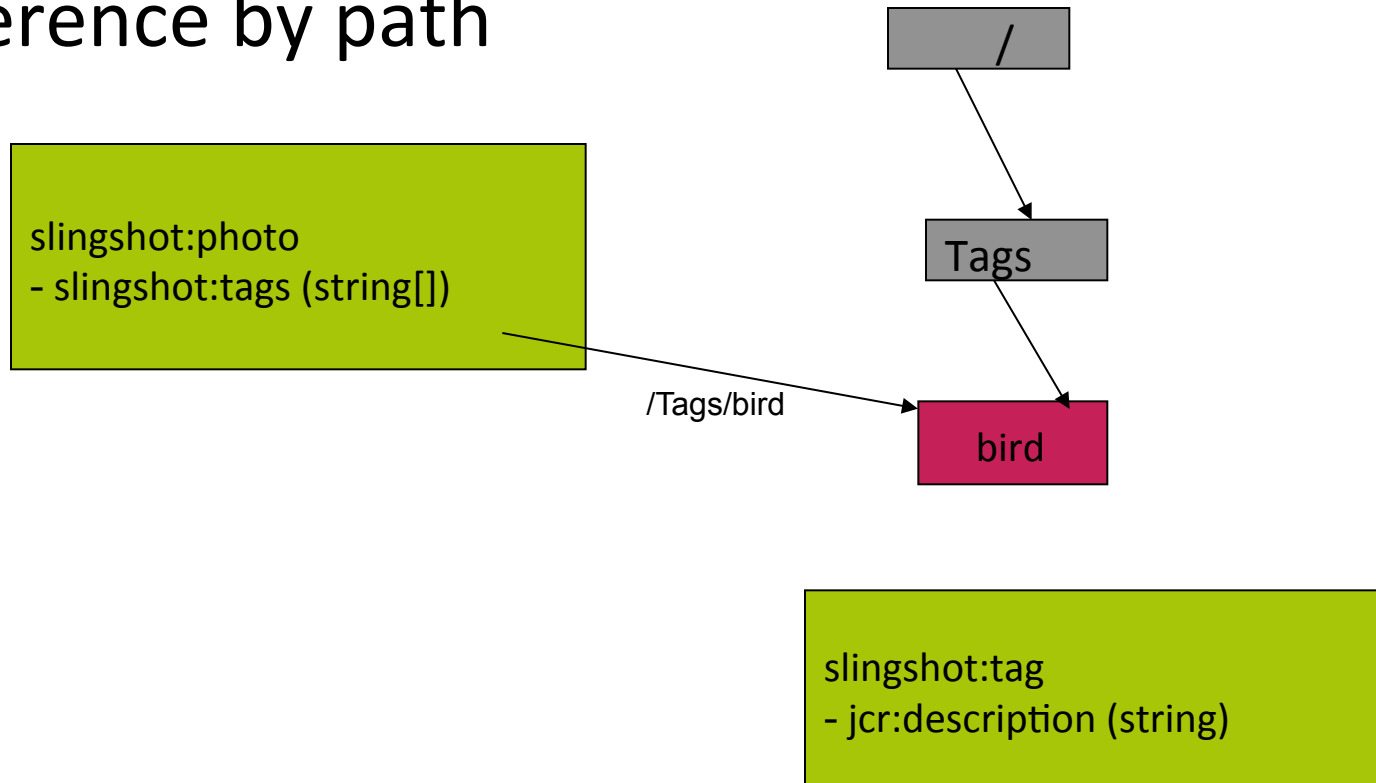 erence by path
/
slingshot:photo
- slingshot:tags (string[])
Tags
/Tags/bird
bird
slingshot:tag
- jcr:description (string)